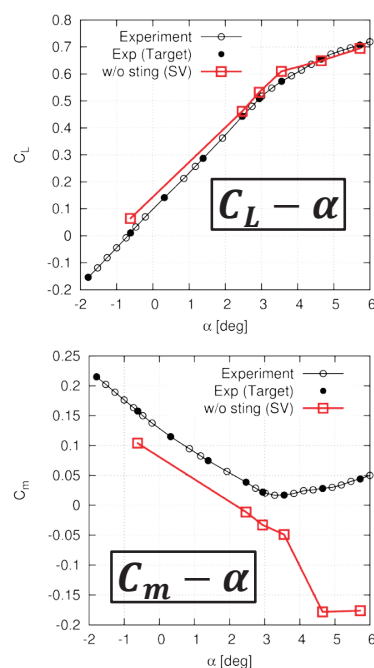 Experiment
Exp (Target)
w/o sting (SV)
0.8
0.7
0.6
0.5
0.4
0.3
0.2
0.1
0
-0.1
-0.2
C_L
C_L − α
-2 -1 0 1 2 3 4 5 6
α [deg]
Experiment
Exp (Target)
w/o sting (SV)
0.25
0.2
0.15
0.1
0.05
0
-0.05
-0.1
-0.15
-0.2
C_m
C_m − α
-2 -1 0 1 2 3 4 5 6
α [deg]